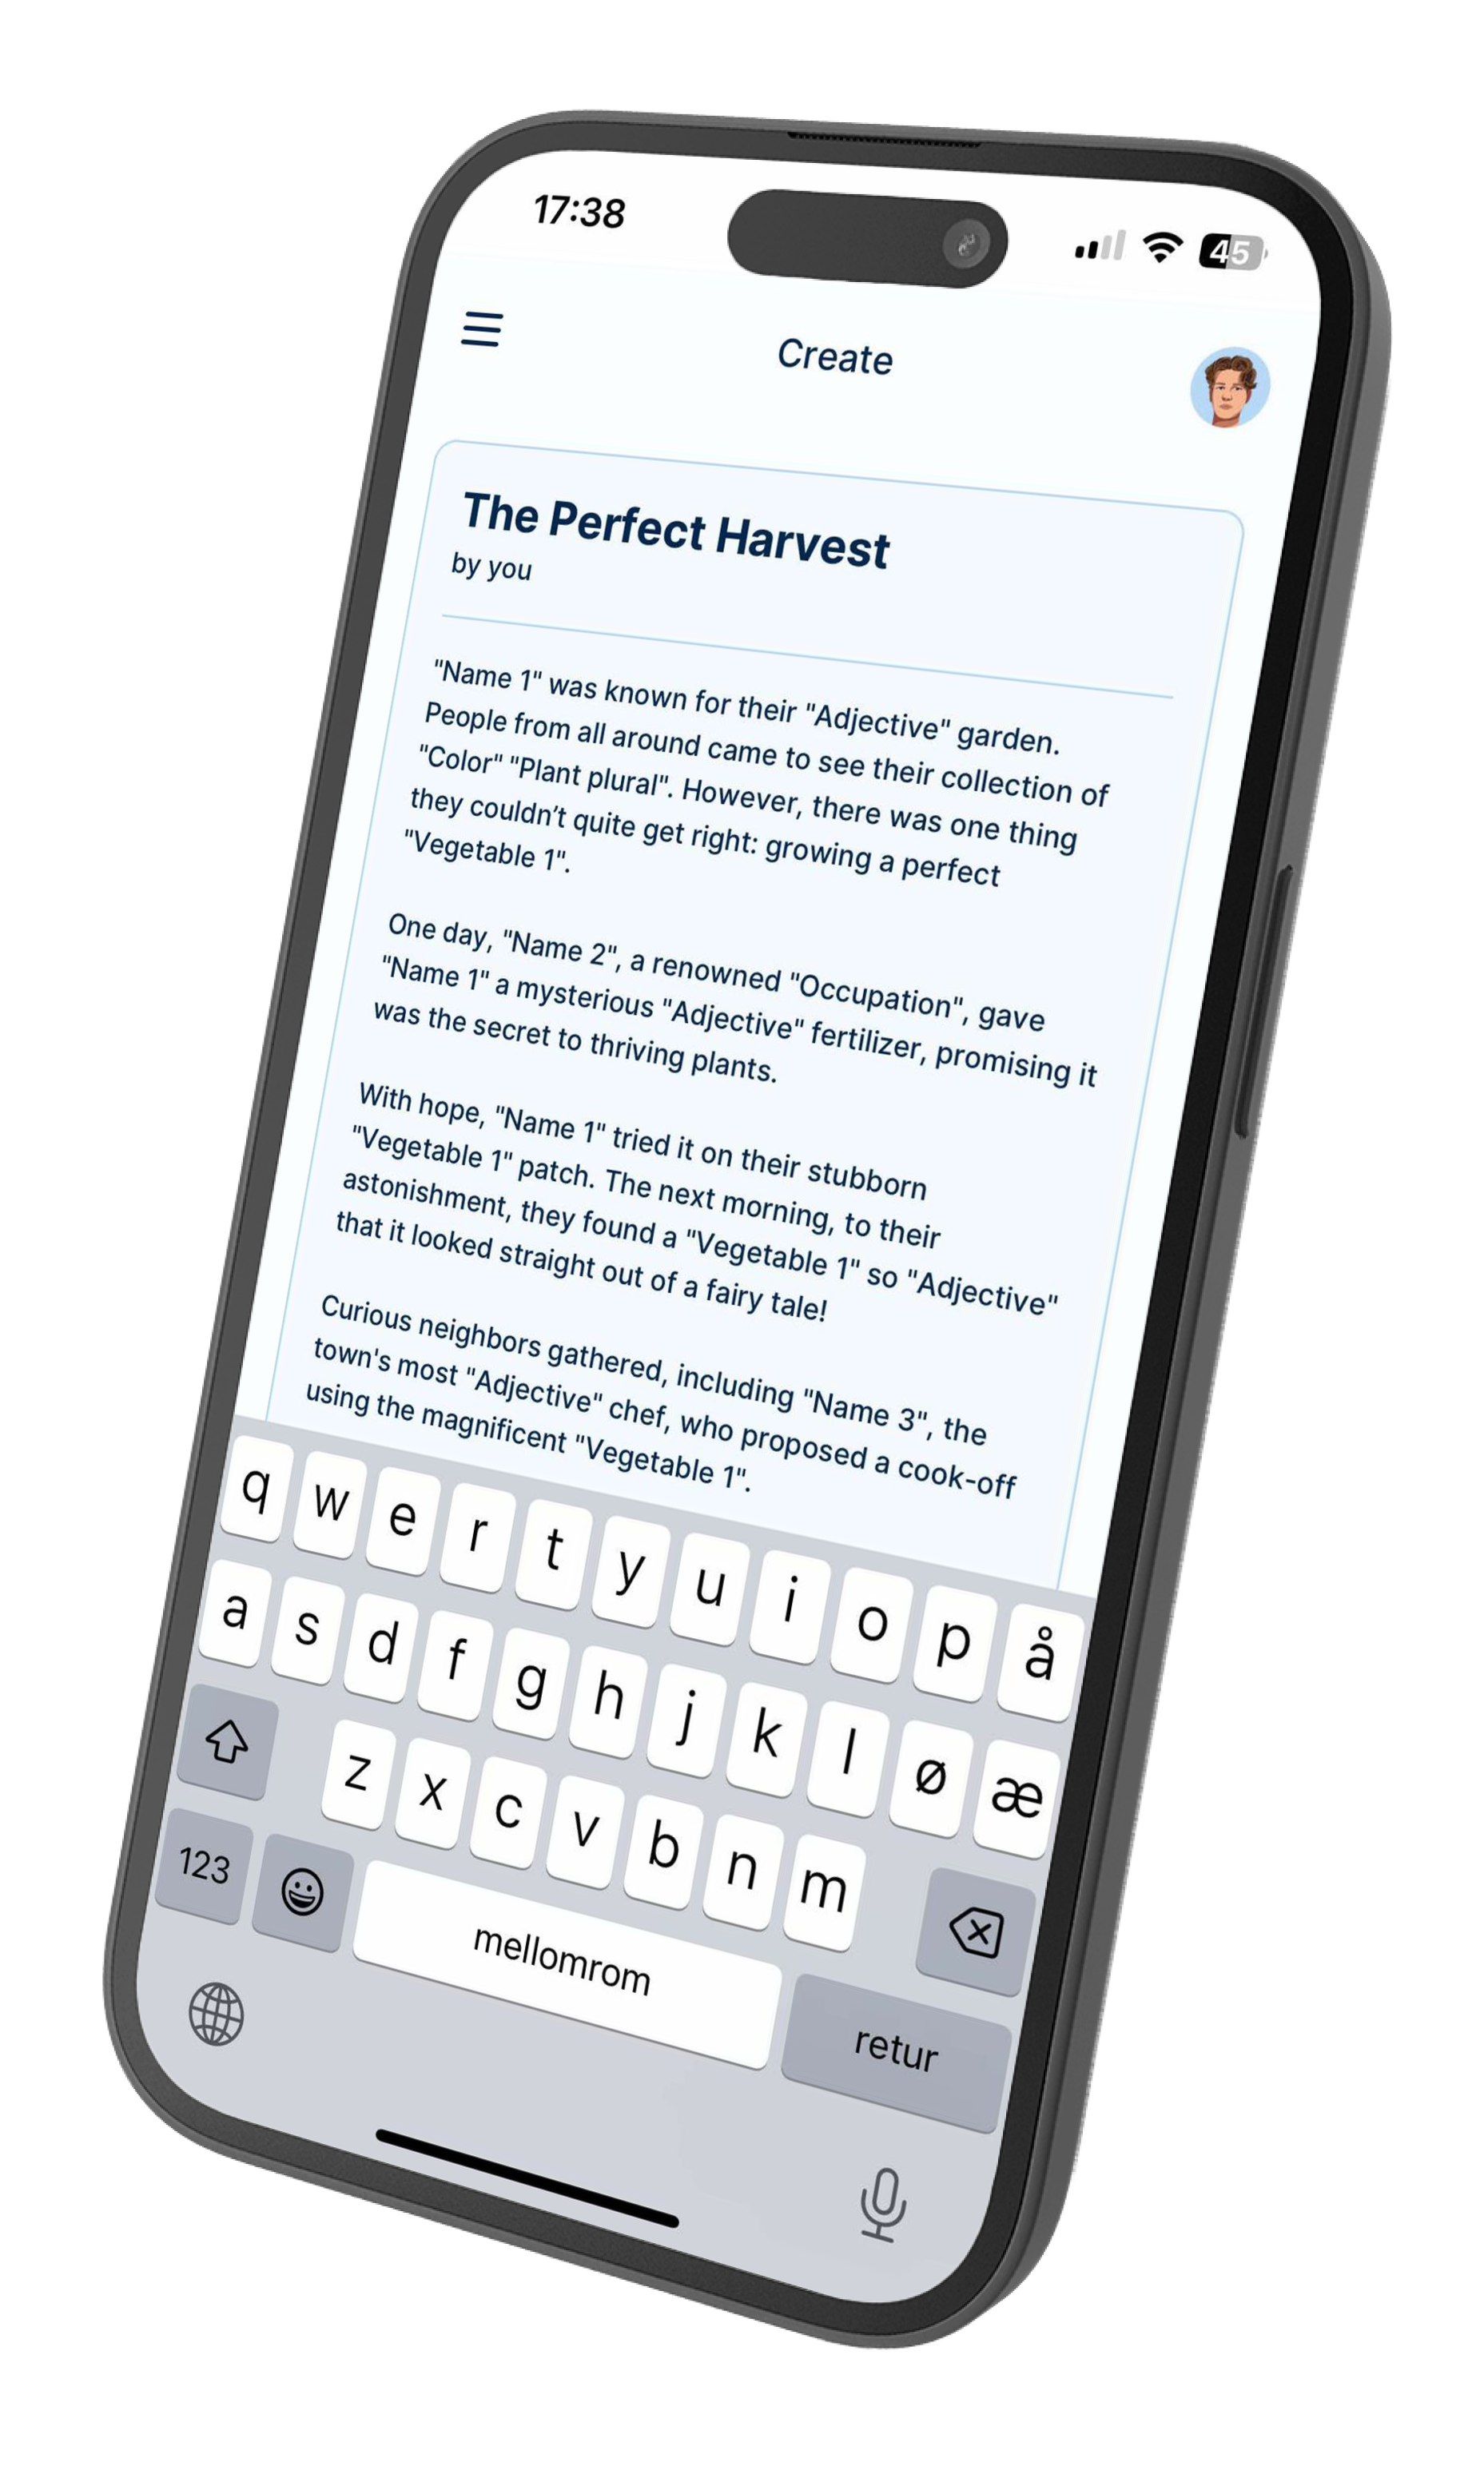 17:38
45
Create
The Perfect Harvest
by you
"Name 1" was known for their "Adjective" garden.
People from all around came to see their collection of
"Color" "Plant plural". However, there was one thing
they couldn’t quite get right: growing a perfect
"Vegetable 1".
One day, "Name 2", a renowned "Occupation", gave
"Name 1" a mysterious "Adjective" fertilizer, promising it
was the secret to thriving plants.
With hope, "Name 1" tried it on their stubborn
"Vegetable 1" patch. The next morning, to their
astonishment, they found a "Vegetable 1" so "Adjective"
that it looked straight out of a fairy tale!
Curious neighbors gathered, including "Name 3", the
town's most "Adjective" chef, who proposed a cook-off
using the magnificent "Vegetable 1".
q w e r t y u i o p å
a s d f g h j k l ø æ
z x c v b n m
123
mellomrom
retur